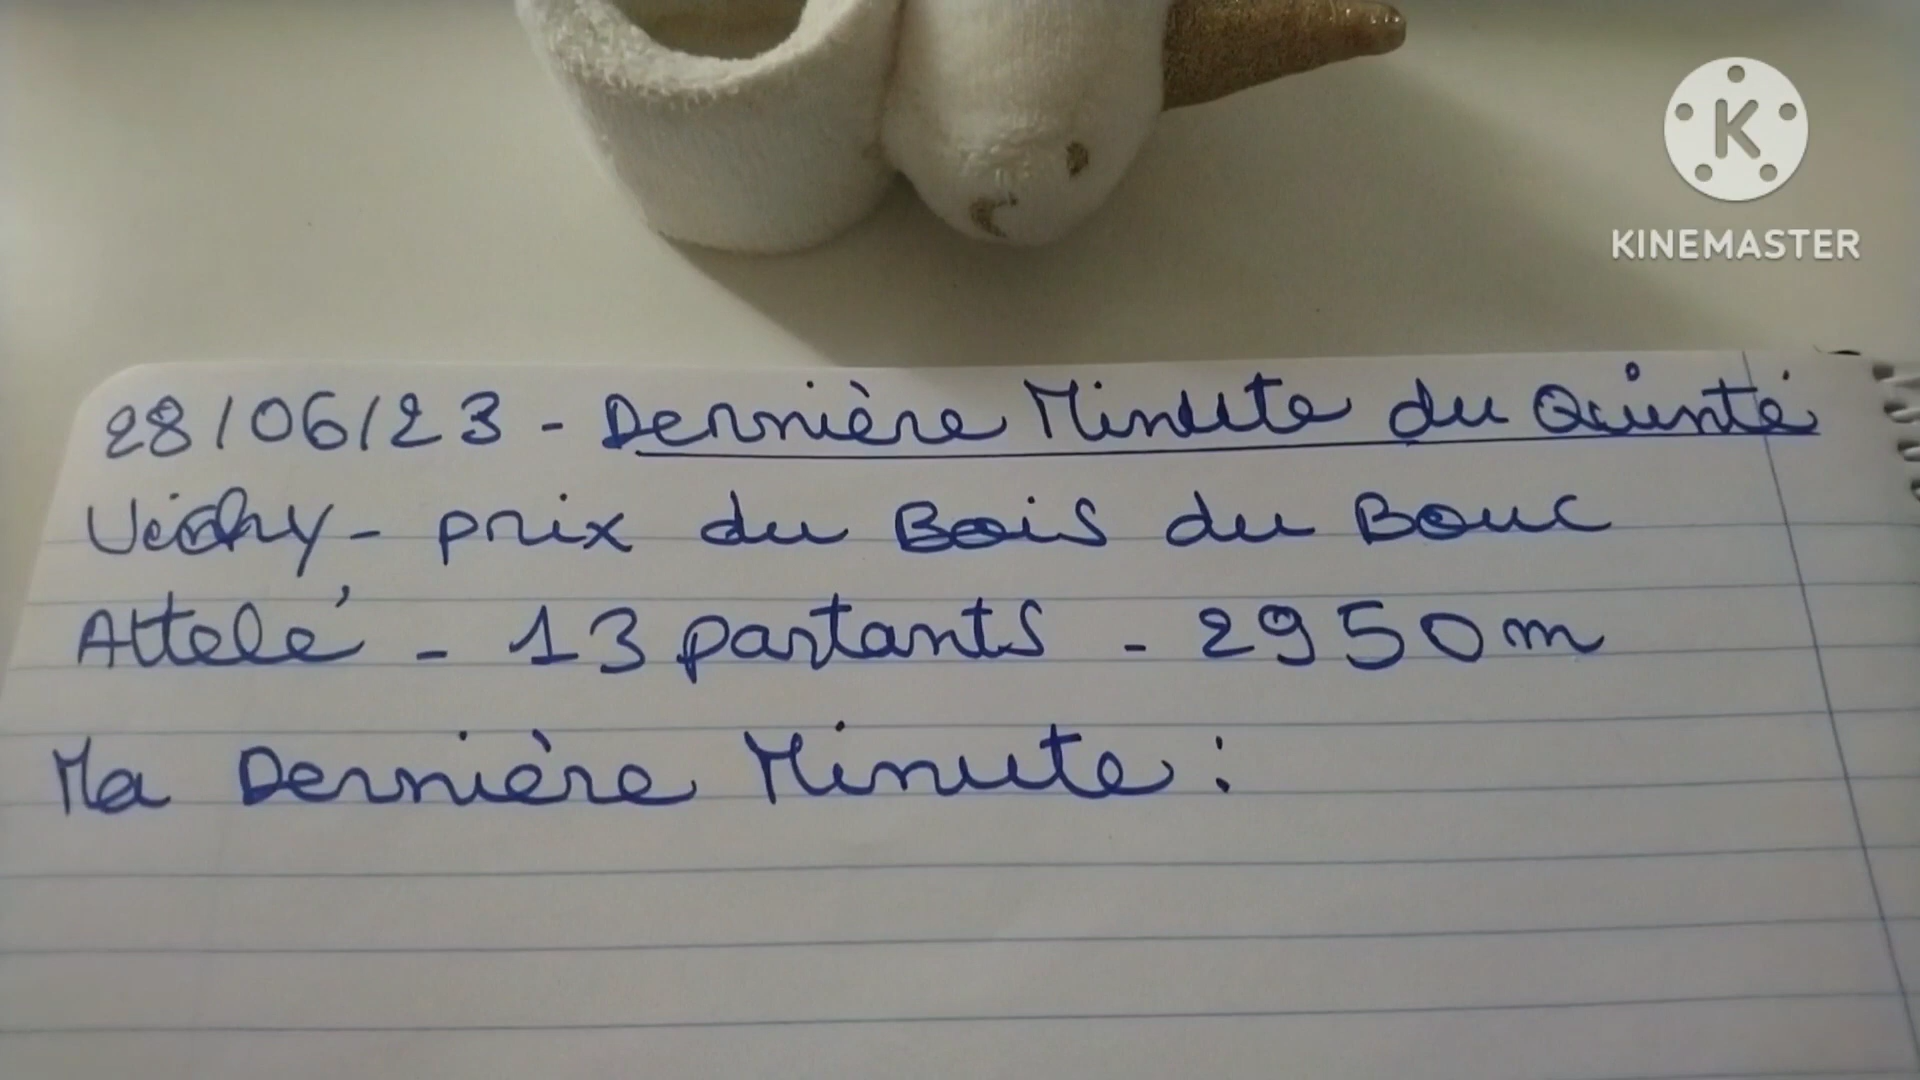 K
KINEMASTER
28/06/23 - Dernière Minute du Quinté
Vichy - prix du Bois du Bouc
Attelé - 13 partants - 2950m
Ma Dernière Minute :